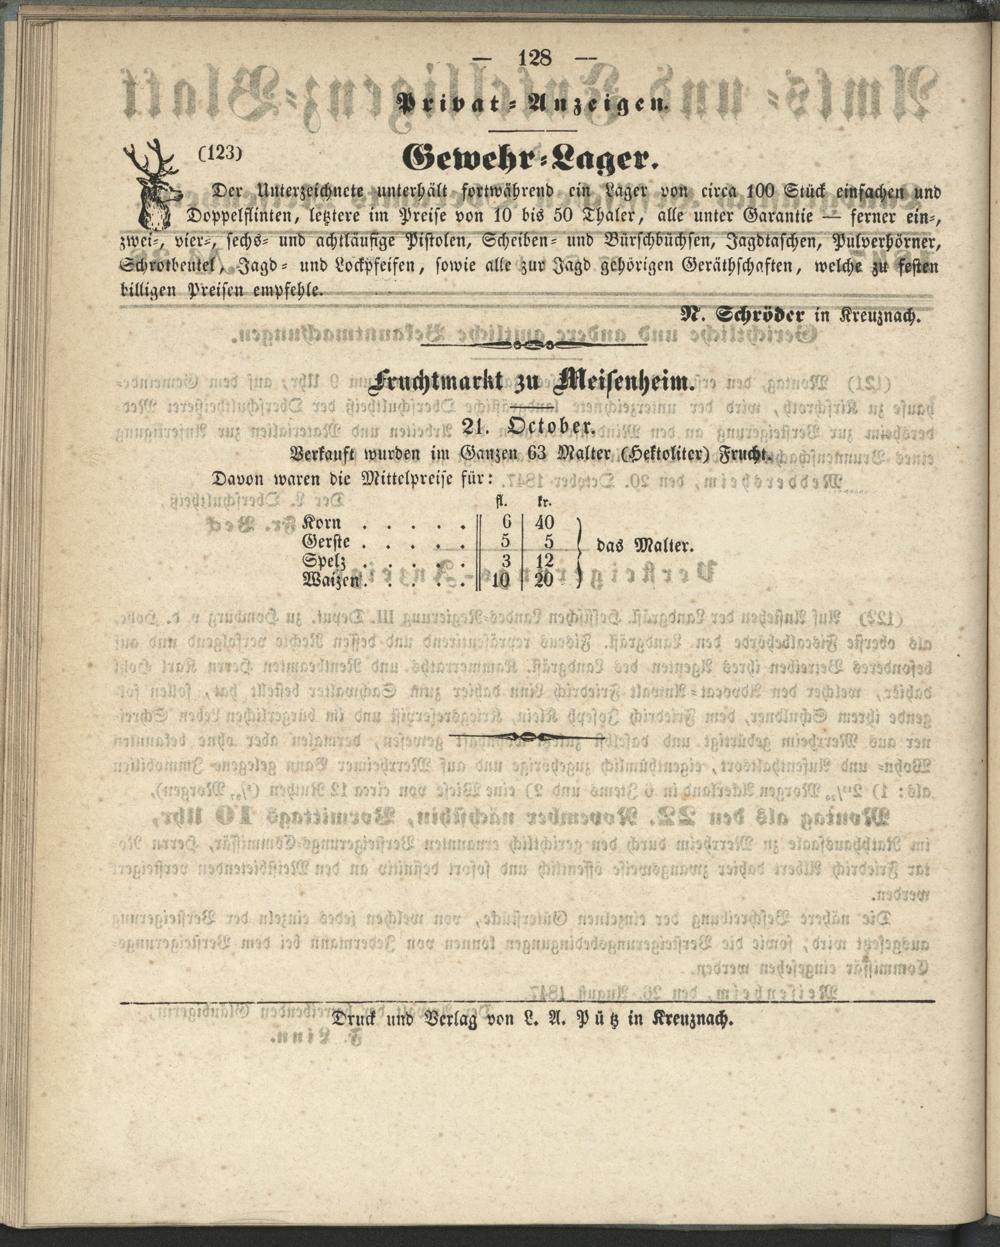 — 128 —
Privat-Anzeigen.
(123) Gewehr-Lager.
Der Unterzeichnete unterhält fortwährend ein Lager von circa 100 Stück einfachen und
Doppelflinten, letztere im Preise von 10 bis 50 Thaler, alle unter Garantie — ferner ein-,
zwei-, vier-, sechs- und achtläufige Pistolen, Scheiben- und Bürschbüchsen, Jagdtaschen, Pulverhörner,
Schrotbeutel, Jagd- und Lockpfeifen, sowie alle zur Jagd gehörigen Geräthschaften, welche zu festen
billigen Preisen empfehle.
N. Schröder in Kreuznach.
Fruchtmarkt zu Meisenheim.
21. October.
Verkauft wurden im Ganzen 63 Malter (Hektoliter) Frucht.
Davon waren die Mittelpreise für:
fl. kr.
Korn . . . . . 6 40
Gerste . . . . . 5 5 das Malter.
Spelz . . . . . 3 12
Waizen . . . . . 10 20
Druck und Verlag von L. A. Pütz in Kreuznach.